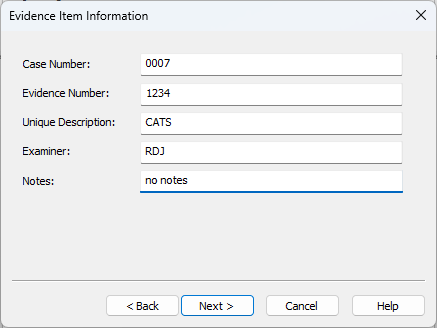 Evidence Item Information
Case Number: 0007
Evidence Number: 1234
Unique Description: CATS
Examiner: RDJ
Notes: no notes
< Back Next > Cancel Help